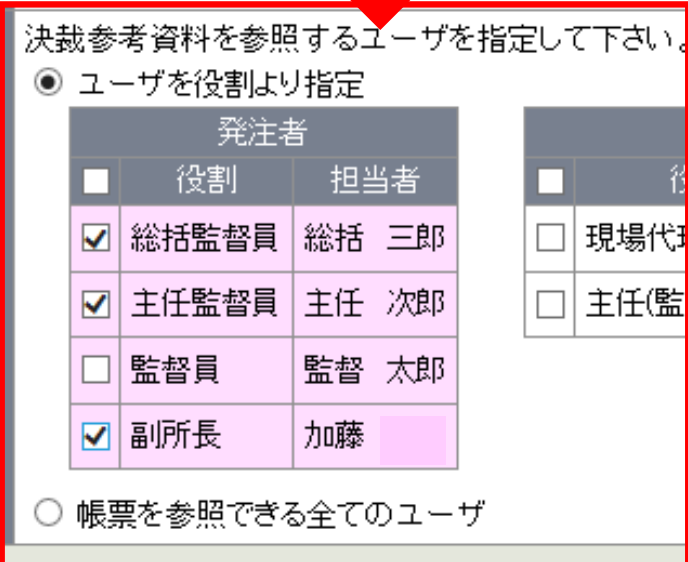 決裁参考資料を参照するユーザを指定して下さい。
ユーザを役割より指定
発注者
役割 担当者
総括監督員 総括 三郎
主任監督員 主任 次郎
監督員 監督 太郎
副所長 加藤
現場代
主任(監
帳票を参照できる全てのユーザ